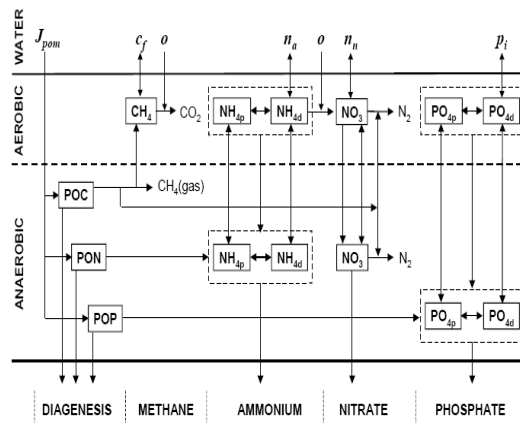 WATER
J_pom c_f o n_a o n_n p_i
AEROBIC
CH4 CO2 NH4p NH4d NO3 N2 PO4p PO4d
ANAEROBIC
POC CH4(gas)
PON NH4p NH4d NO3 N2
POP PO4p PO4d
DIAGENESIS METHANE AMMONIUM NITRATE PHOSPHATE